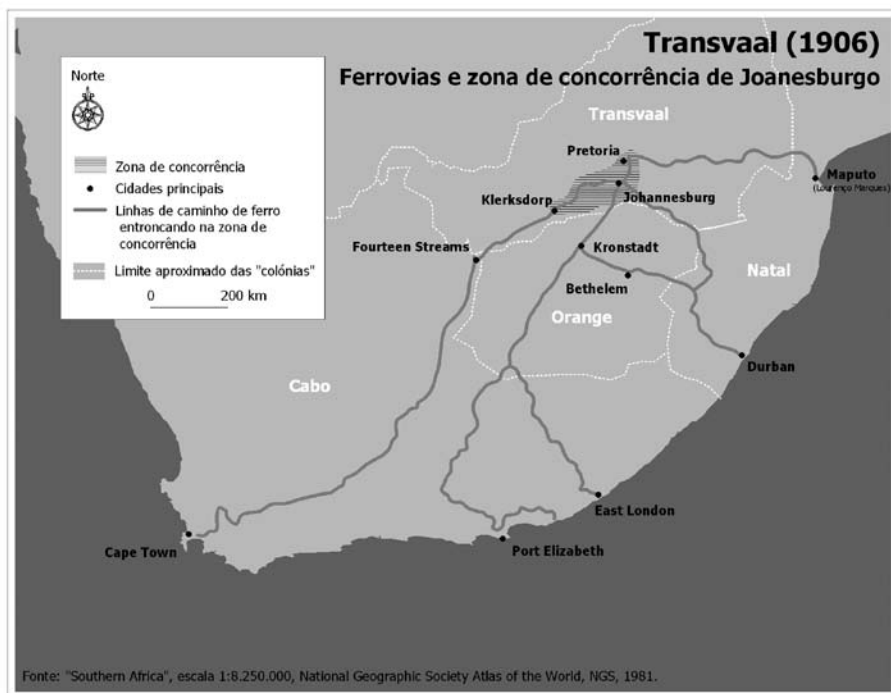 Transvaal (1906)
Ferrovias e zona de concorrência de Joanesburgo
Norte
Zona de concorrência
Cidades principais
Linhas de caminho de ferro
entroncando na zona de
concorrência
Limite aproximado das "colónias"
0 200 km
Transvaal
Pretoria
Maputo
(Lourenço Marques)
Johannesburg
Klerksdorp
Fourteen Streams
Kronstadt
Natal
Bethelem
Orange
Durban
Cabo
East London
Cape Town
Port Elizabeth
Fonte: "Southern Africa", escala 1:8.250.000, National Geographic Society Atlas of the World, NGS, 1981.